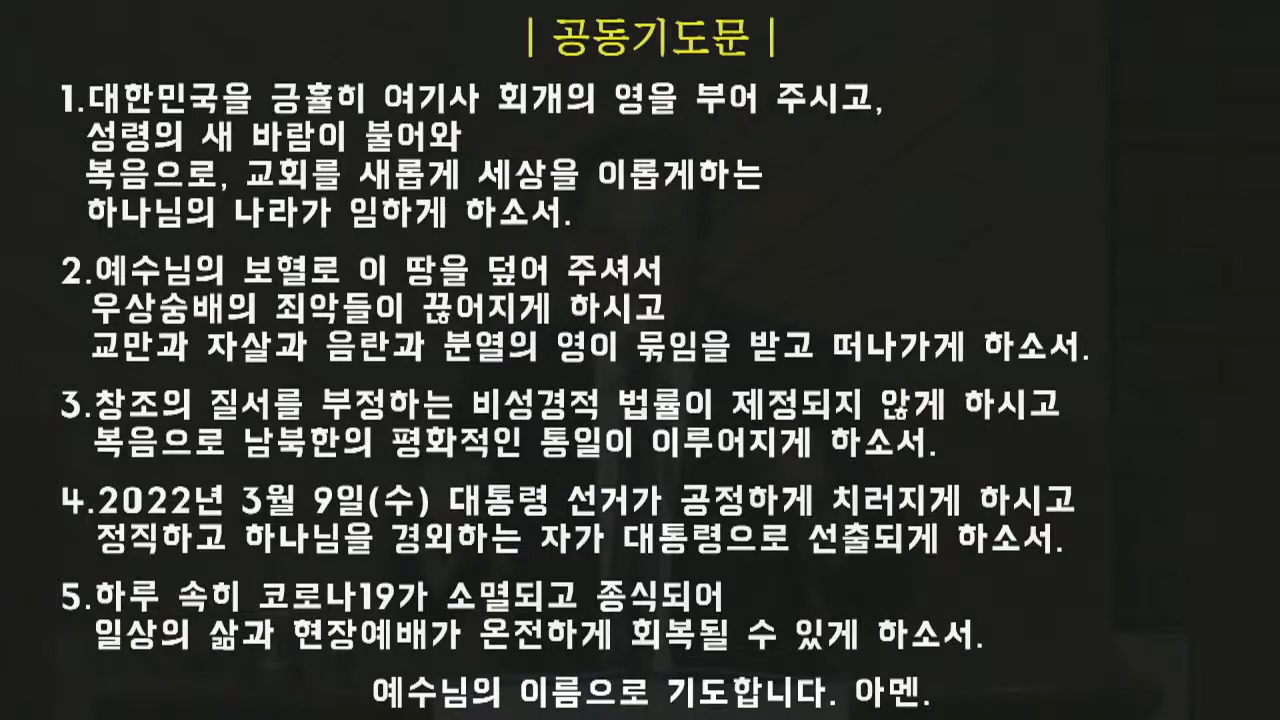 | 공동기도문 |
1.대한민국을 긍휼히 여기사 회개의 영을 부어 주시고,
성령의 새 바람이 불어와
복음으로, 교회를 새롭게 세상을 이롭게하는
하나님의 나라가 임하게 하소서.
2.예수님의 보혈로 이 땅을 덮어 주셔서
우상숭배의 죄악들이 끊어지게 하시고
교만과 자살과 음란과 분열의 영이 묶임을 받고 떠나가게 하소서.
3.창조의 질서를 부정하는 비성경적 법률이 제정되지 않게 하시고
복음으로 남북한의 평화적인 통일이 이루어지게 하소서.
4.2022년 3월 9일(수) 대통령 선거가 공정하게 치러지게 하시고
정직하고 하나님을 경외하는 자가 대통령으로 선출되게 하소서.
5.하루 속히 코로나19가 소멸되고 종식되어
일상의 삶과 현장예배가 온전하게 회복될 수 있게 하소서.
예수님의 이름으로 기도합니다. 아멘.